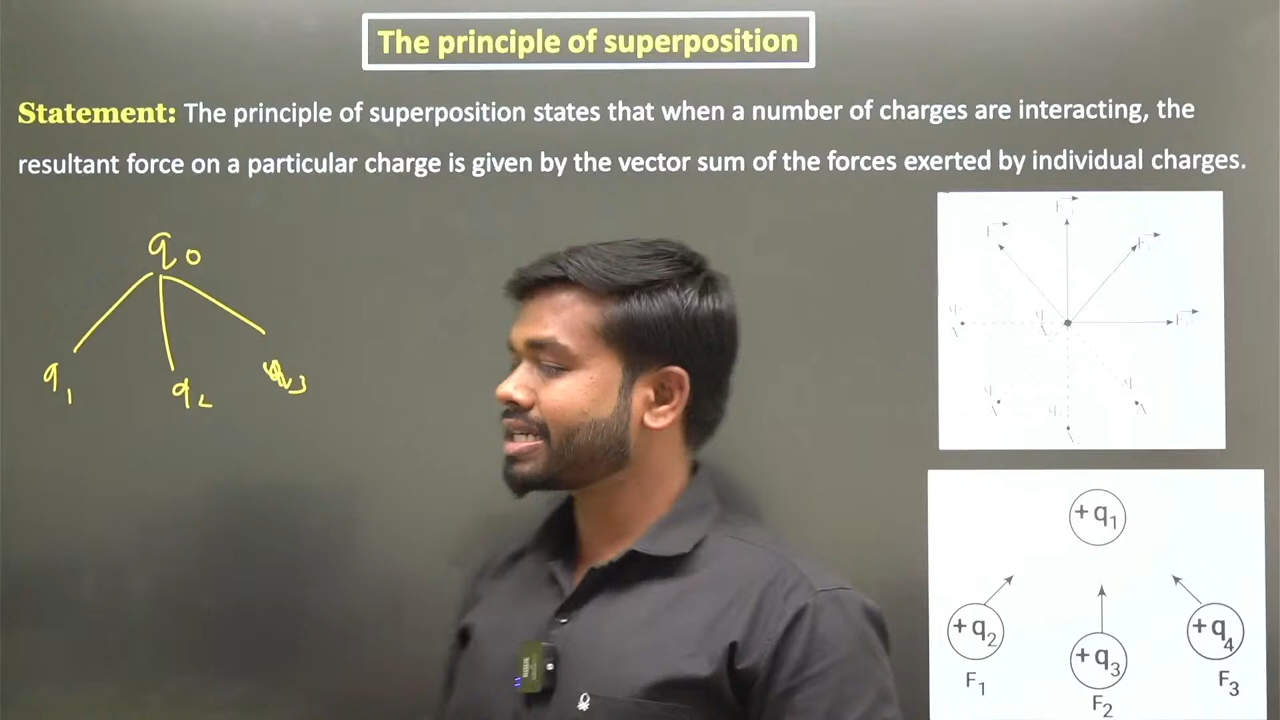 The principle of superposition
Statement: The principle of superposition states that when a number of charges are interacting, the
resultant force on a particular charge is given by the vector sum of the forces exerted by individual charges.
q0
q1
q2
q3
+q1
+q2
+q3
+q4
F1
F2
F3